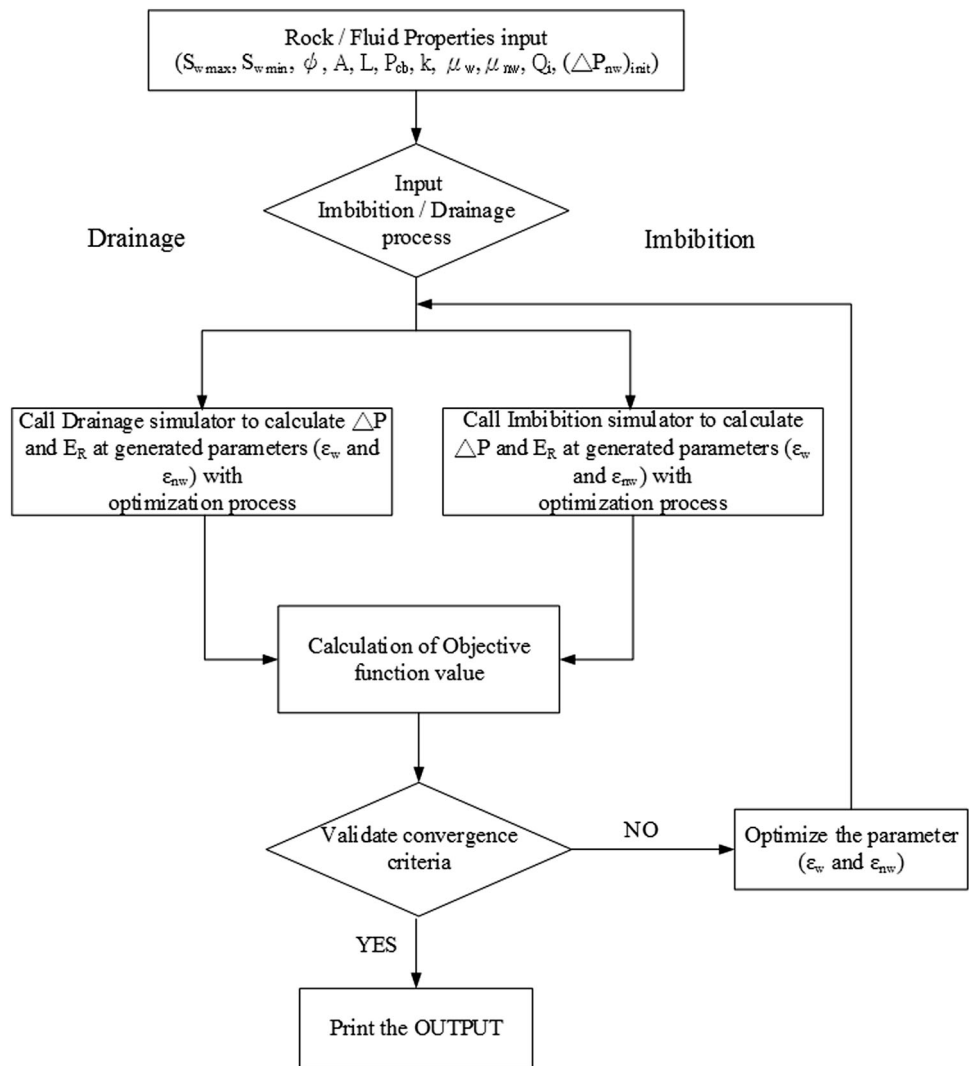 Rock / Fluid Properties input
(Swmax, Swmin, ϕ, A, L, Pcb, k, μw, μnw, Qi, (△Pnw)init)
Input
Imbibition / Drainage
process
Drainage
Imbibition
Call Drainage simulator to calculate △P
and ER at generated parameters (εw and
εnw) with
optimization process
Call Imbibition simulator to calculate
△P and ER at generated parameters (εw
and εnw) with
optimization process
Calculation of Objective
function value
Validate convergence
criteria
NO
Optimize the parameter
(εw and εnw)
YES
Print the OUTPUT